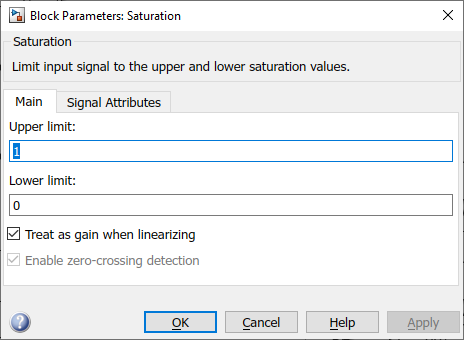 Block Parameters: Saturation
Saturation
Limit input signal to the upper and lower saturation values.
Main Signal Attributes
Upper limit:
1
Lower limit:
0
Treat as gain when linearizing
Enable zero-crossing detection
? OK Cancel Help Apply